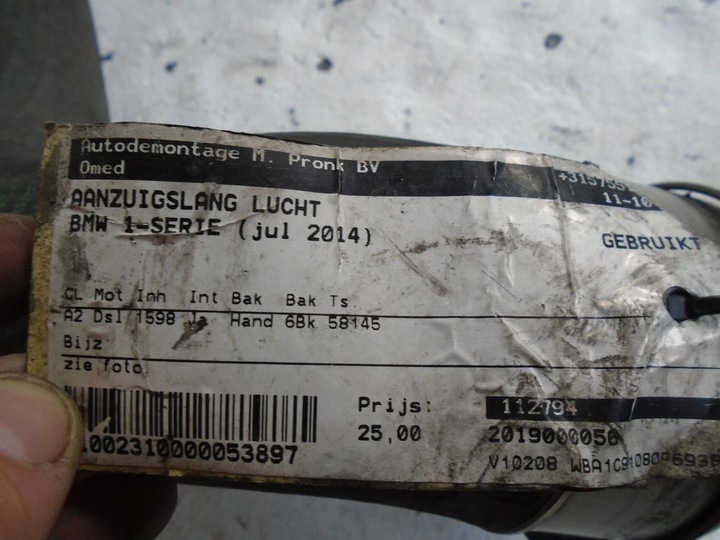 Autodemontage M. Pronk BV
Omed
11-10
AANZUIGSLANG LUCHT
BMW 1-SERIE (jul 2014)
GEBRUIKT
CL Mot Inh Int Bak Bak Ts
A2 Dsl 1598 Ja Hand 6Bk 58145
Bijz
zie foto
Prijs: 112794
25,00 2019000056
1002310000053897
V10208